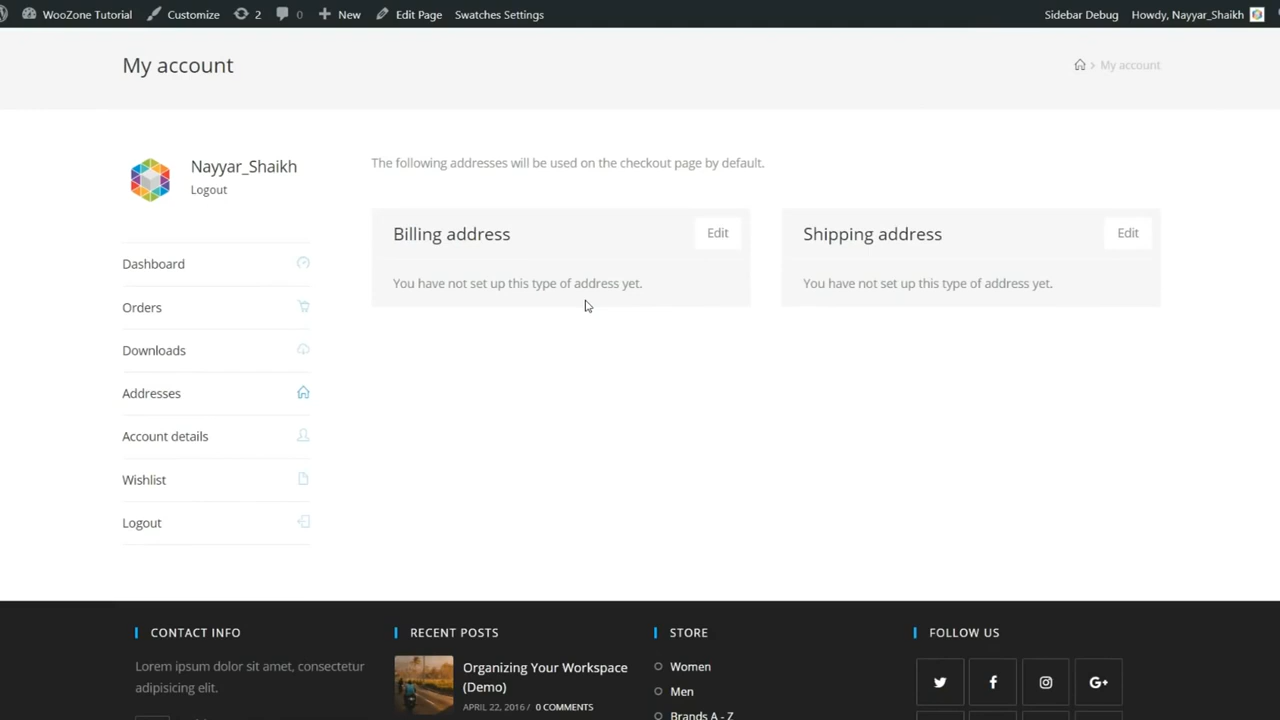 WooZone Tutorial Customize 2 0 New Edit Page Swatches Settings Sidebar Debug Howdy, Nayyar_Shaikh
My account
My account
Nayyar_Shaikh
Logout
Dashboard
Orders
Downloads
Addresses
Account details
Wishlist
Logout
The following addresses will be used on the checkout page by default.
Billing address Edit
You have not set up this type of address yet.
Shipping address Edit
You have not set up this type of address yet.
CONTACT INFO
Lorem ipsum dolor sit amet, consectetur
adipiscing elit.
RECENT POSTS
Organizing Your Workspace
(Demo)
APRIL 22, 2016 / 0 COMMENTS
STORE
Women
Men
Brands A - Z
FOLLOW US
G+